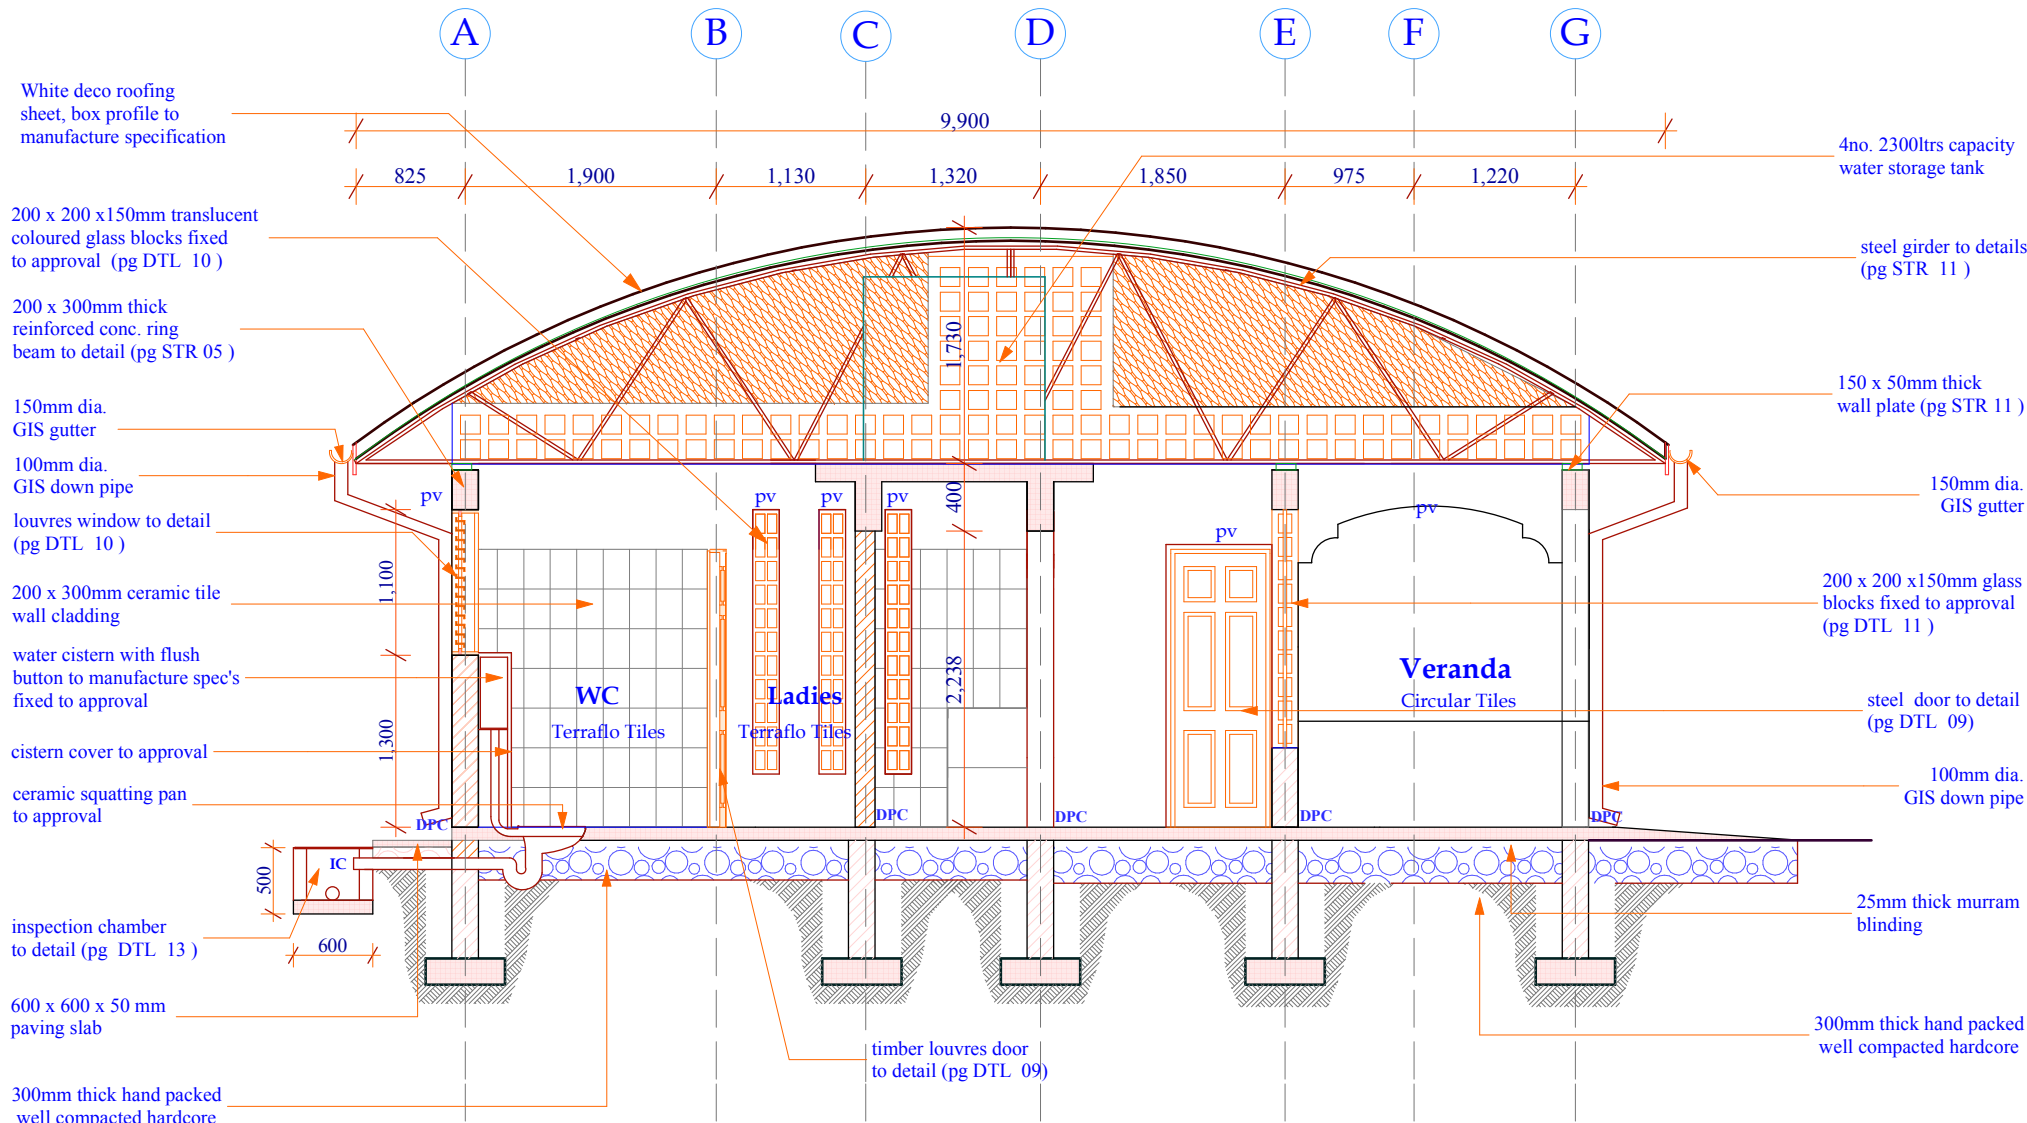 A
B
C
D
E
F
G
White deco roofing
sheet, box profile to
manufacture specification
9,900
4no. 2300ltrs capacity
water storage tank
825
1,900
1,130
1,320
1,850
975
1,220
200 x 200 x150mm translucent
coloured glass blocks fixed
to approval (pg DTL 10 )
steel girder to details
(pg STR 11 )
200 x 300mm thick
reinforced conc. ring
beam to detail (pg STR 05 )
1,730
150 x 50mm thick
wall plate (pg STR 11 )
150mm dia.
GIS gutter
100mm dia.
GIS down pipe
pv
pv
pv
pv
400
pv
150mm dia.
GIS gutter
louvres window to detail
(pg DTL 10 )
pv
1,100
200 x 300mm ceramic tile
wall cladding
200 x 200 x150mm glass
blocks fixed to approval
(pg DTL 11 )
water cistern with flush
button to manufacture spec's
fixed to approval
WC
Terraflo Tiles
Ladies
Terraflo Tiles
2,238
Veranda
Circular Tiles
steel door to detail
(pg DTL 09)
1,300
cistern cover to approval
ceramic squatting pan
to approval
100mm dia.
GIS down pipe
DPC
DPC
DPC
DPC
DPC
IC
500
600
inspection chamber
to detail (pg DTL 13 )
25mm thick murram
blinding
600 x 600 x 50 mm
paving slab
300mm thick hand packed
well compacted hardcore
timber louvres door
to detail (pg DTL 09)
300mm thick hand packed
well compacted hardcore